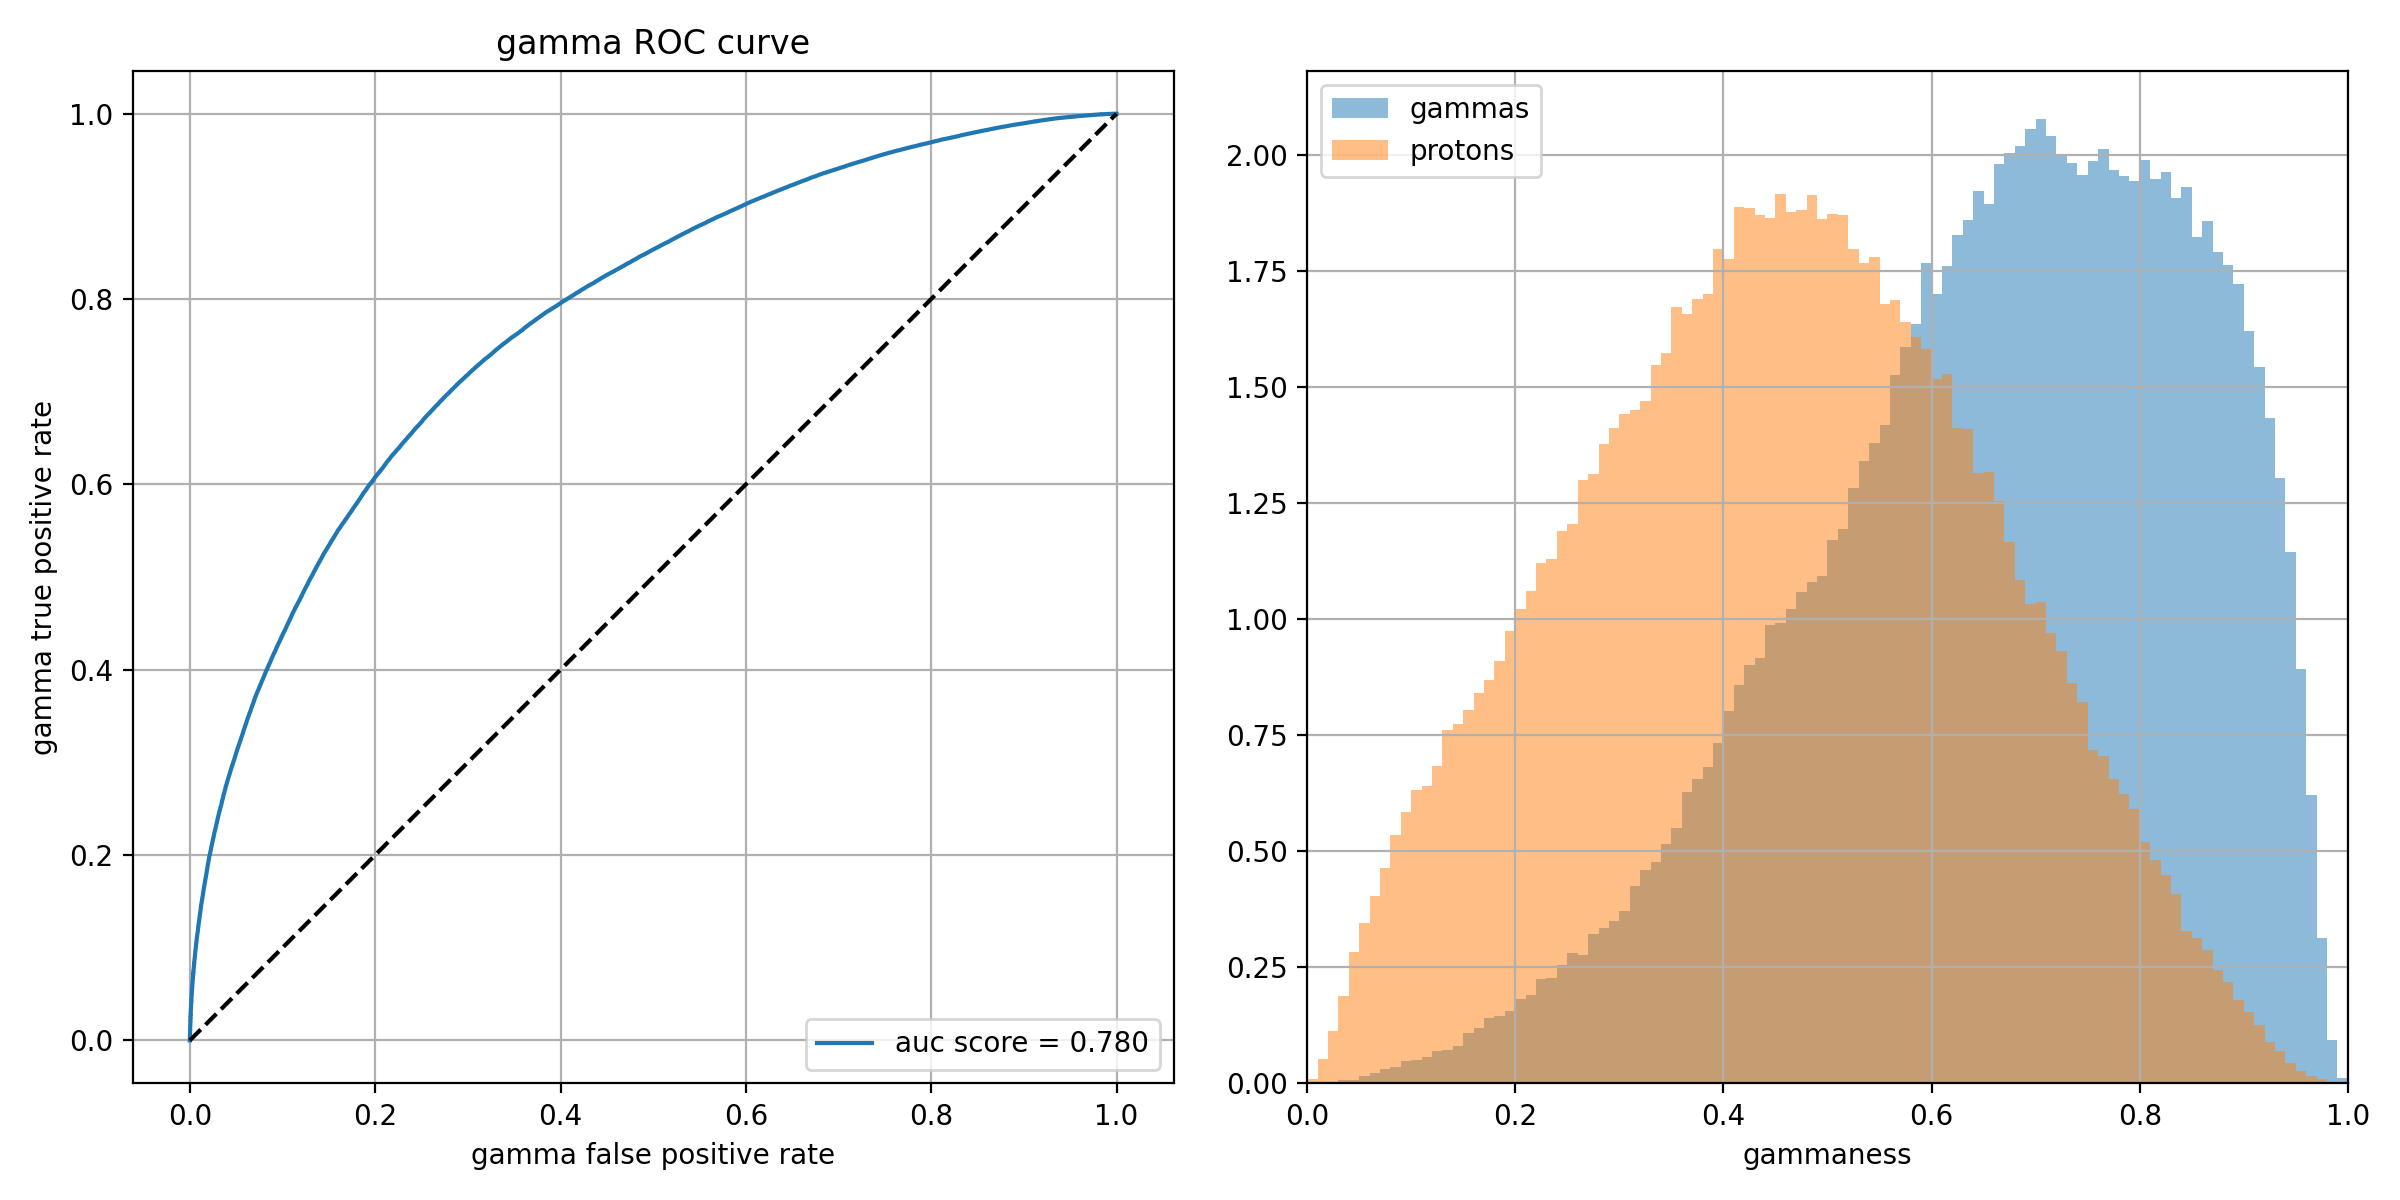 gamma ROC curve
1.0
0.8
0.6
0.4
0.2
0.0
gamma true positive rate
auc score = 0.780
0.0 0.2 0.4 0.6 0.8 1.0
gamma false positive rate
gammas
protons
2.00
1.75
1.50
1.25
1.00
0.75
0.50
0.25
0.00
0.0 0.2 0.4 0.6 0.8 1.0
gammaness